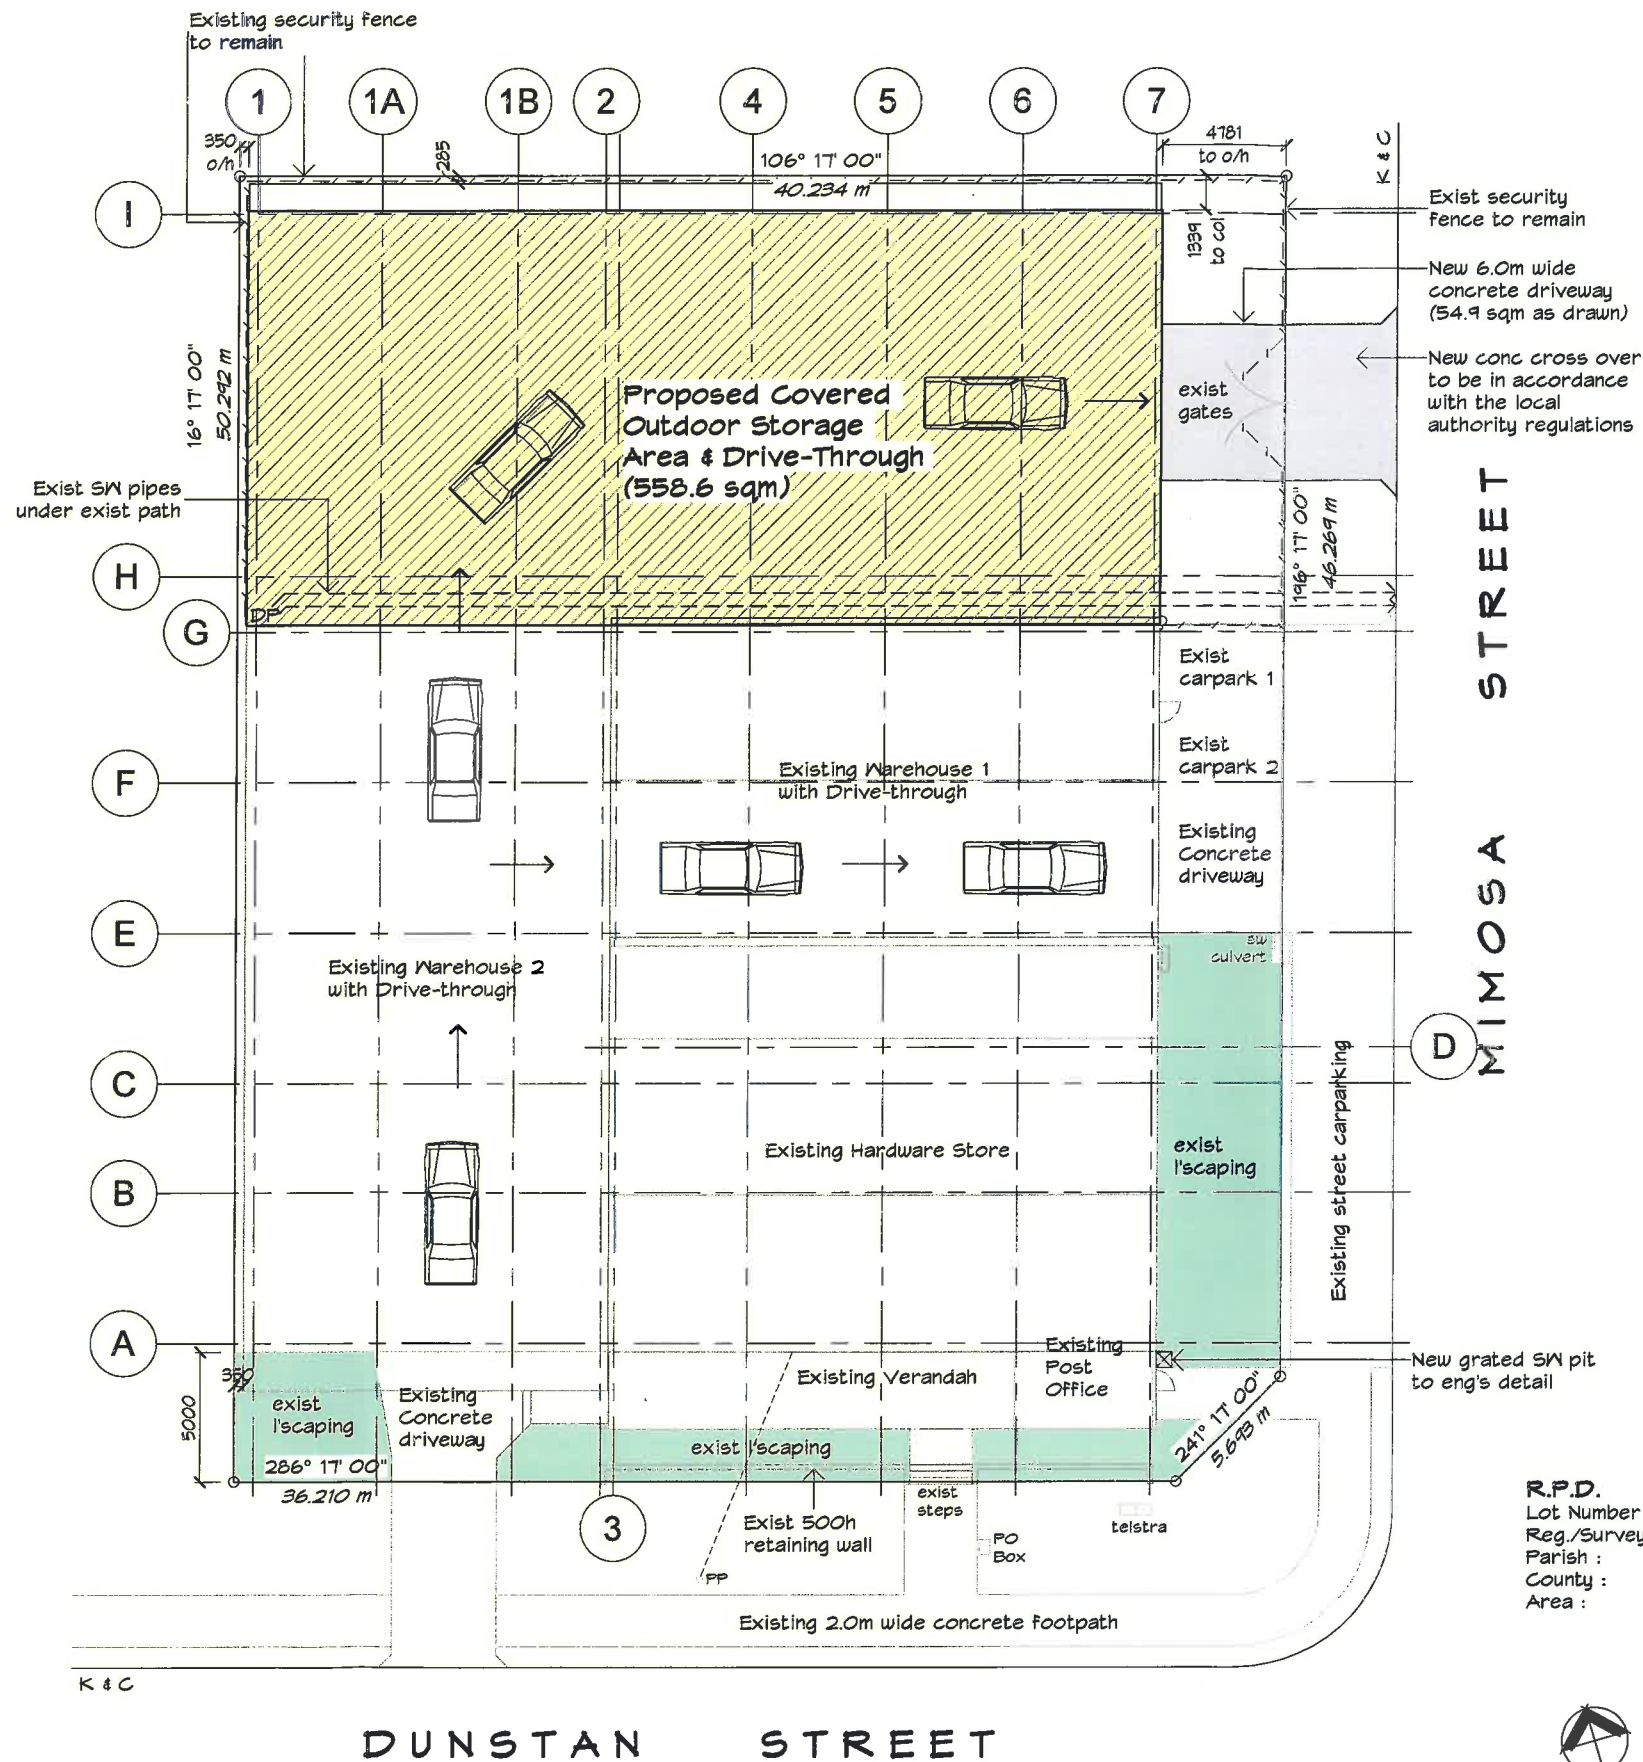 Existing security fence
to remain
1
1A
1B
2
4
5
6
7
350
o/h
285
106° 17' 00"
40.234 m
4781
to o/h
K & C
I
1339
to col
Exist security
fence to remain
New 6.0m wide
concrete driveway
(54.9 sqm as drawn)
16° 17' 00"
50.292 m
Proposed Covered
Outdoor Storage
Area & Drive-Through
(558.6 sqm)
exist
gates
New conc cross over
to be in accordance
with the local
authority regulations
Exist SW pipes
under exist path
196° 17' 00"
46.269 m
H
DP
G
Exist
carpark 1
MIMOSA STREET
Exist
carpark 2
F
Existing Warehouse 1
with Drive-through
Existing
Concrete
driveway
E
SW
culvert
Existing Warehouse 2
with Drive-through
D
C
Existing street carparking
Existing Hardware Store
exist
l'scaping
B
A
Existing
Post
Office
New grated SW pit
to eng's detail
350
5000
Existing Verandah
exist
l'scaping
Existing
Concrete
driveway
exist l'scaping
241° 17' 00"
5.693 m
286° 17' 00"
36.210 m
exist
steps
3
Exist 500h
retaining wall
telstra
PO
Box
PP
R.P.D.
Lot Number
Reg./Survey
Parish :
County :
Area :
Existing 2.0m wide concrete footpath
K & C
DUNSTAN STREET